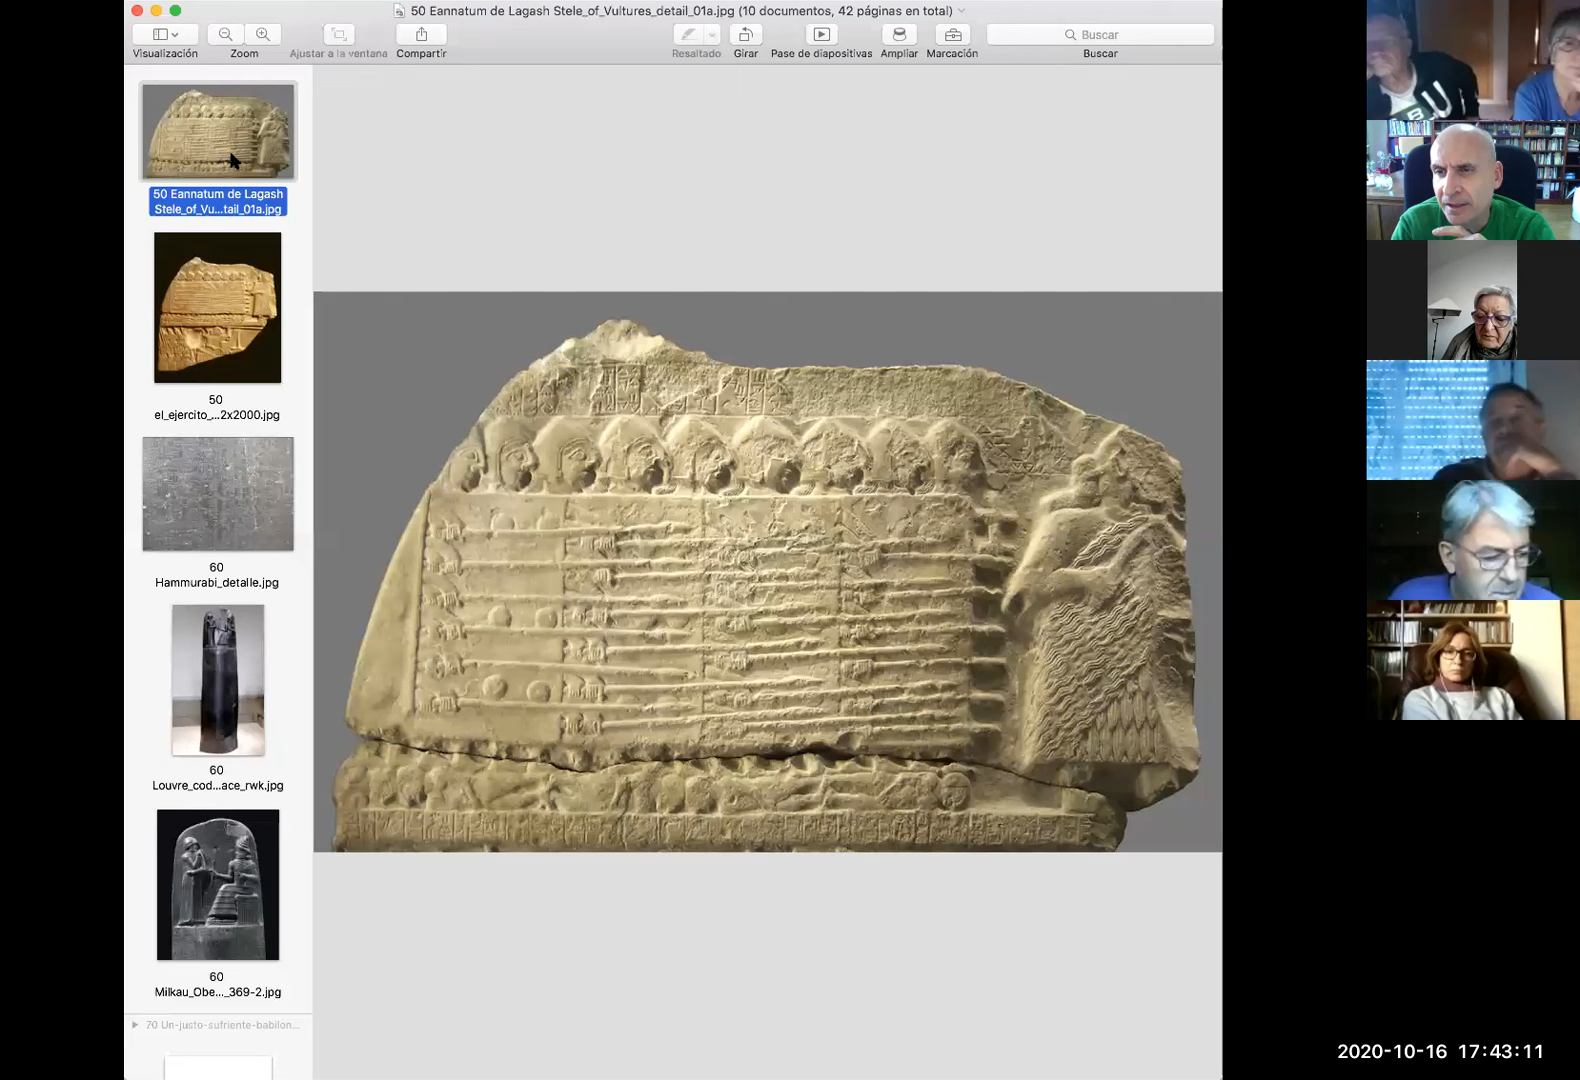 50 Eannatum de Lagash Stele_of_Vultures_detail_01a.jpg (10 documentos, 42 páginas en total)
Visualización
Zoom
Ajustar a la ventana
Compartir
Resaltado
Girar
Pase de diapositivas
Ampliar
Marcación
Buscar
Buscar
50 Eannatum de Lagash
Stele_of_Vu...tail_01a.jpg
50
el_ejercito_...2x2000.jpg
60
Hammurabi_detalle.jpg
60
Louvre_cod...ace_rwk.jpg
60
Milkau_Obe..._369-2.jpg
70 Un-justo-sufriente-babilon...
B U
2020-10-16 17:43:11